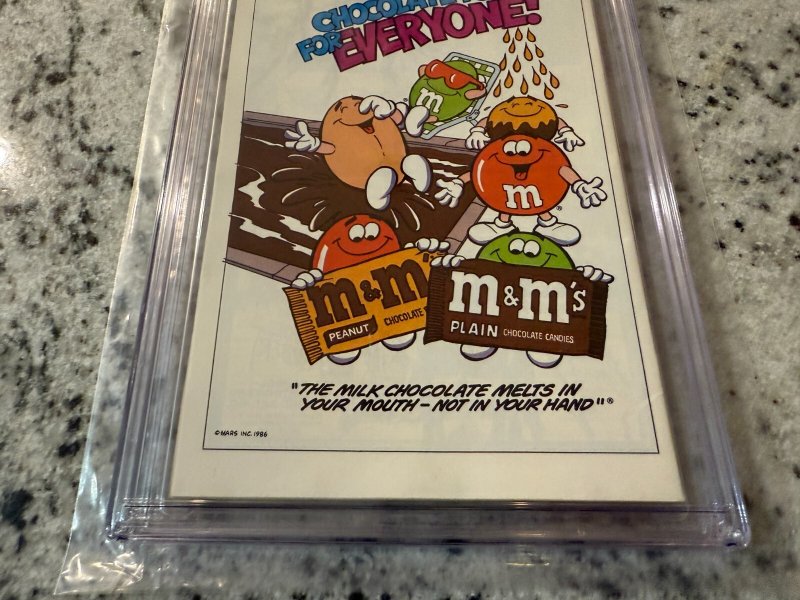 CHOCOLATE
FOR EVERYONE!
m
m
m&m's
PEANUT
CHOCOLATE
m&m's
PLAIN CHOCOLATE CANDIES
"THE MILK CHOCOLATE MELTS IN
YOUR MOUTH – NOT IN YOUR HAND"®
© MARS INC. 1986